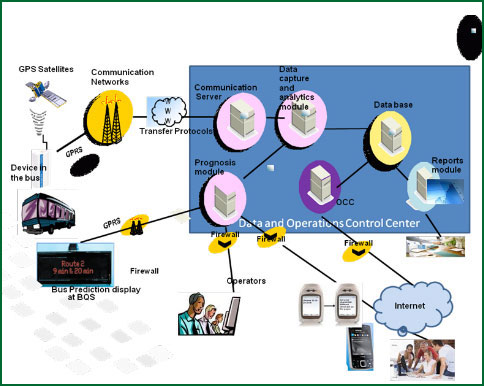 GPS Satellites
Communication
Networks
W
W
W
Transfer Protocols
Communication
Server
Data
capture
and
analytics
module
Data base
Reports
module
GPRS
Device in
the bus
Prognosis
module
OCC
Data and Operations Control Center
GPRS
Firewall
Firewall
Firewall
Route 2
9 min & 20 min
Firewall
Bus Prediction display
at BQS
Operators
Internet